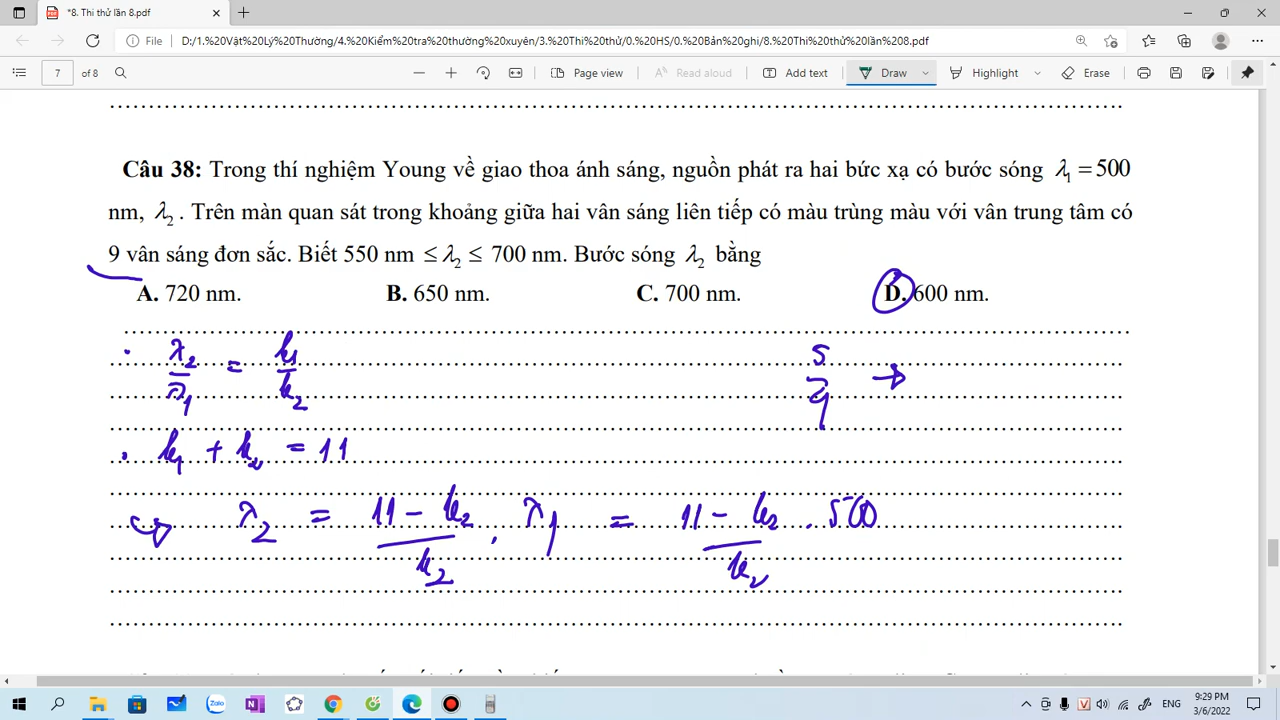 *8. Thi thử lần 8.pdf
File D:/1.%20Vật%20Lý%20Thường/4.%20Kiểm%20tra%20thường%20xuyên/3.%20Thi%20thử/0.%20HS/0.%20Bản%20ghi/8.%20Thi%20thử%20lần%208.pdf
7 of 8 Page view Read aloud Add text Draw Highlight Erase
Câu 38: Trong thí nghiệm Young về giao thoa ánh sáng, nguồn phát ra hai bức xạ có bước sóng λ₁ = 500
nm, λ₂ . Trên màn quan sát trong khoảng giữa hai vân sáng liên tiếp có màu trùng màu với vân trung tâm có
9 vân sáng đơn sắc. Biết 550 nm ≤ λ₂ ≤ 700 nm. Bước sóng λ₂ bằng
A. 720 nm. B. 650 nm. C. 700 nm. D. 600 nm.
λ₂/λ₁ = k₁/k₂
5/9 →
k₁ + k₂ = 11
⇒ λ₂ = (11 - k₂)/k₂ . λ₁ = (11 - k₂)/k₂ . 500
Zalo
ENG
9:29 PM
3/6/2022